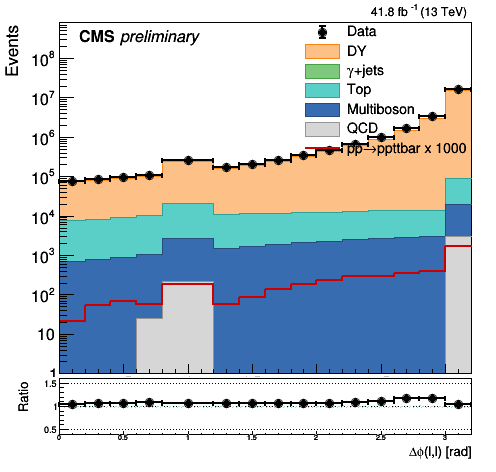 41.8 fb⁻¹ (13 TeV)
Events
CMS preliminary
Data
DY
γ+jets
Top
Multiboson
QCD
pp→ppttbar x 1000
10⁸
10⁷
10⁶
10⁵
10⁴
10³
10²
10
1
Ratio
1.5
1.0
0.5
0 0.5 1 1.5 2 2.5 3
Δϕ(l,l) [rad]